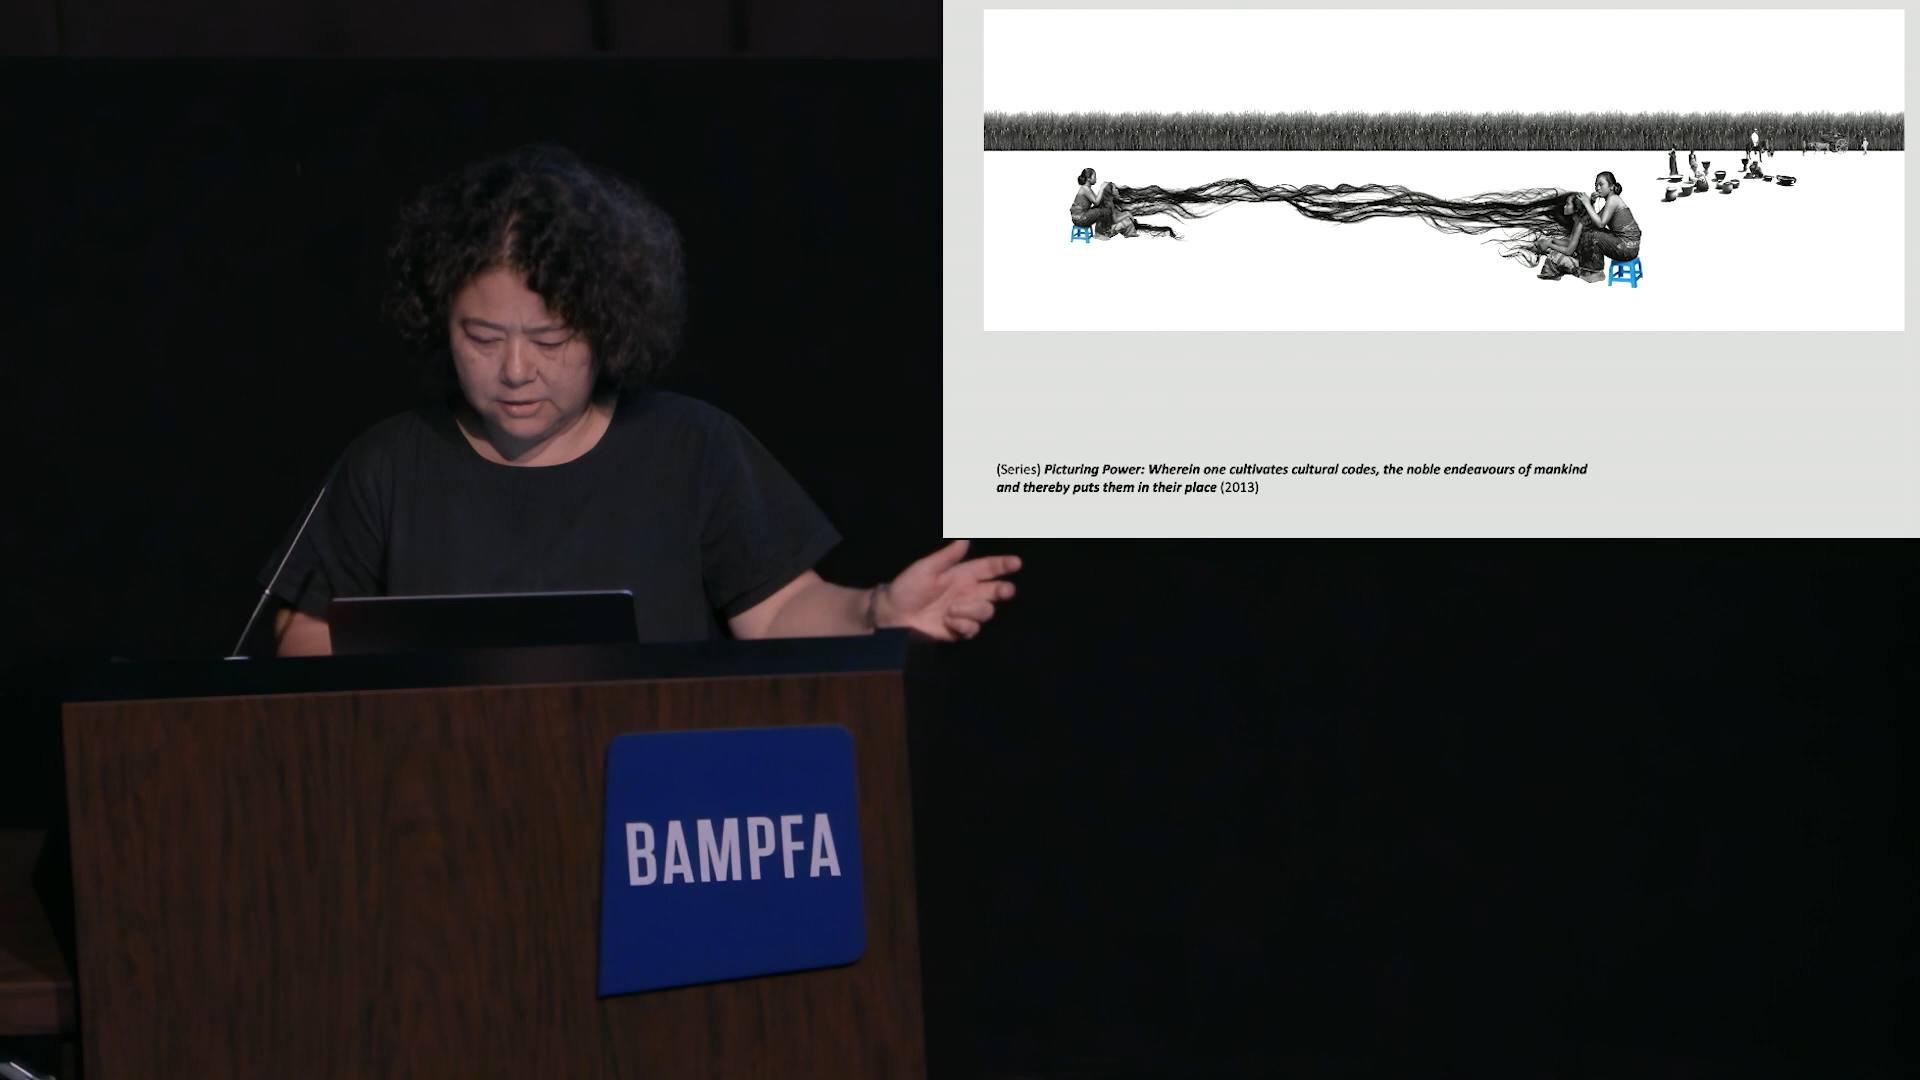 (Series) Picturing Power: Wherein one cultivates cultural codes, the noble endeavours of mankind
and thereby puts them in their place (2013)
BAMPFA